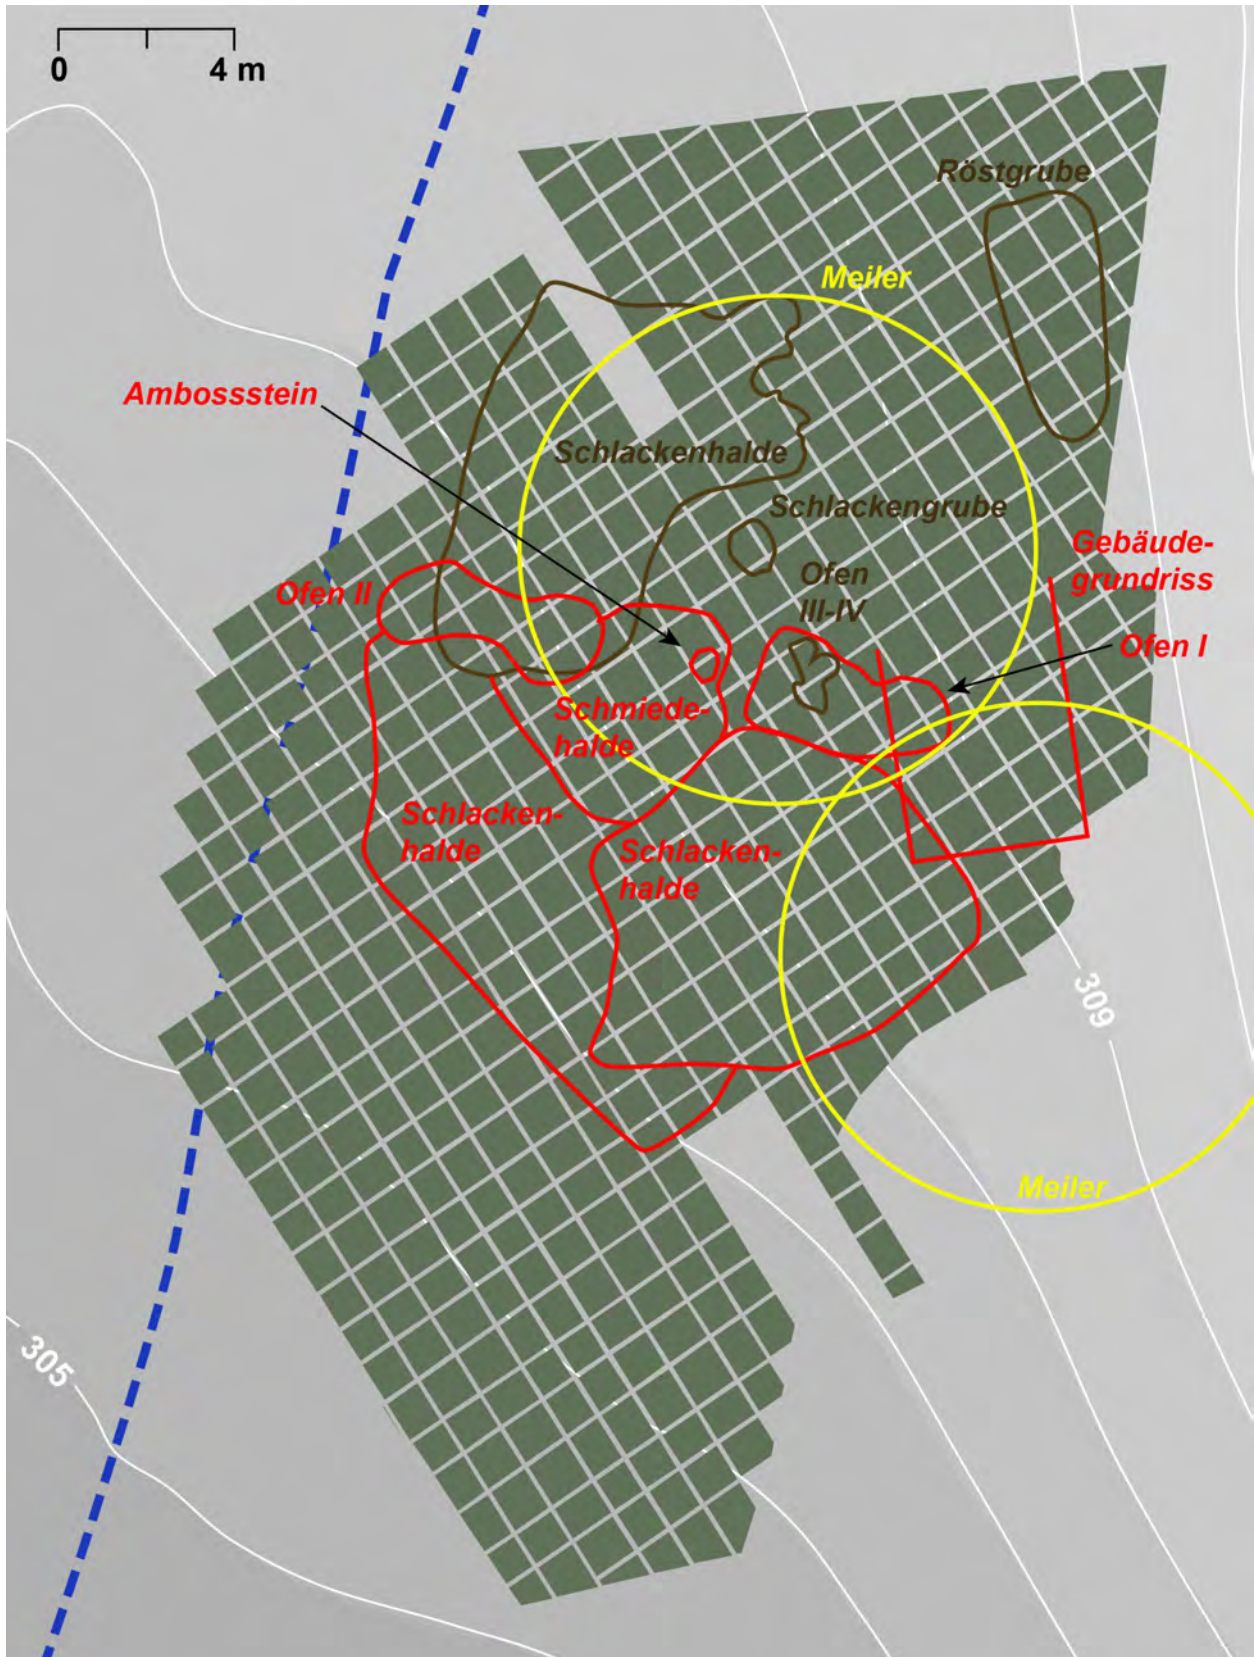 0 4 m
Röstgrube
Meiler
Ambossstein
Schlackenhalde
Schlackengrube
Gebäude-
grundriss
Ofen
III-IV
Ofen II
Ofen I
Schmiede-
halde
Schlacken-
halde
Schlacken-
halde
309
Meiler
305